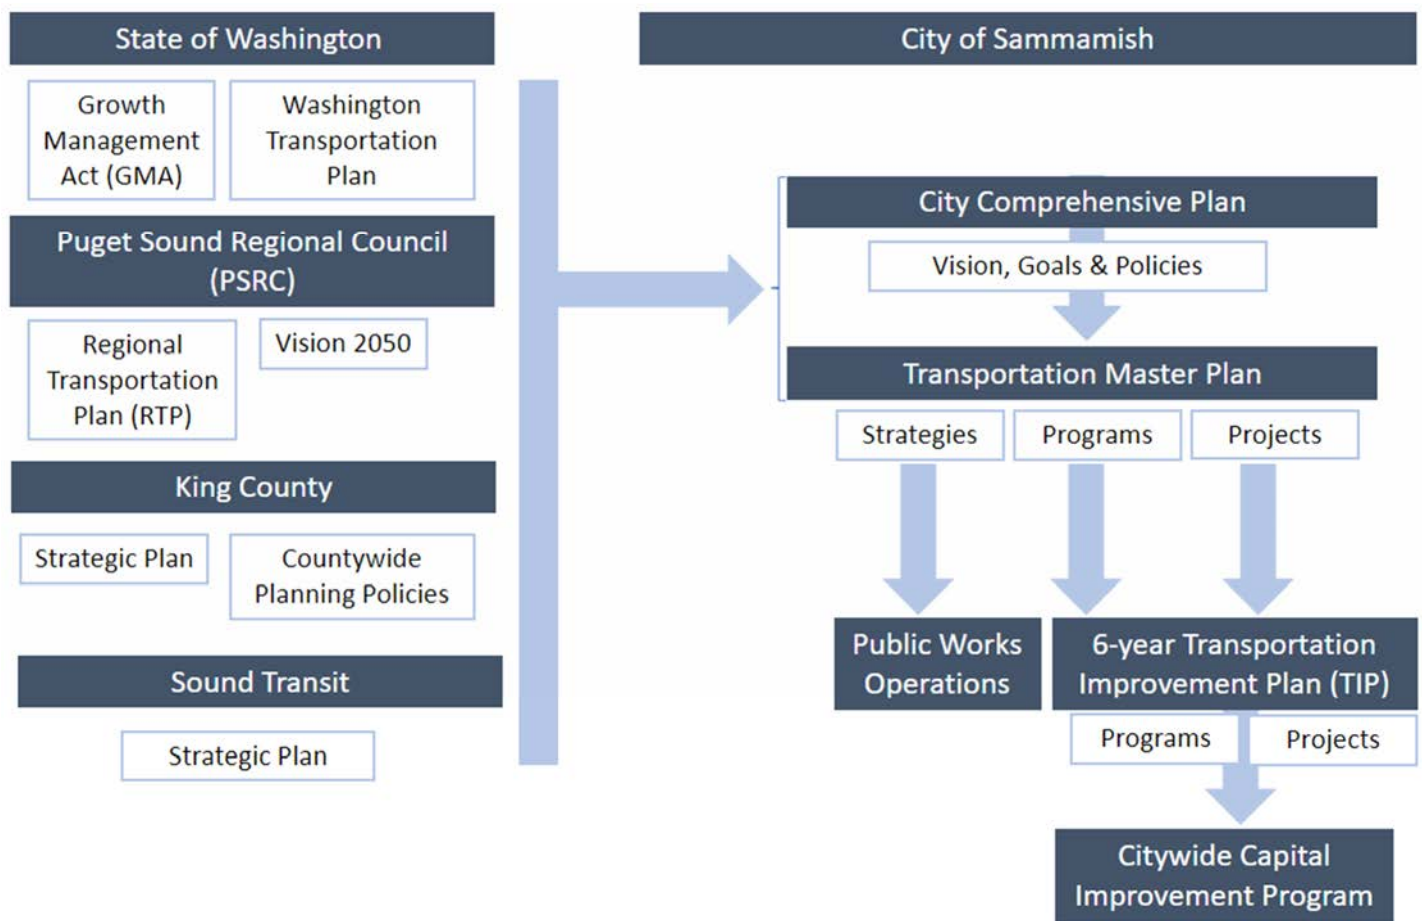 State of Washington
Growth
Management
Act (GMA)
Washington
Transportation
Plan
Puget Sound Regional Council
(PSRC)
Regional
Transportation
Plan (RTP)
Vision 2050
King County
Strategic Plan
Countywide
Planning Policies
Sound Transit
Strategic Plan
City of Sammamish
City Comprehensive Plan
Vision, Goals & Policies
Transportation Master Plan
Strategies
Programs
Projects
Public Works
Operations
6-year Transportation
Improvement Plan (TIP)
Programs
Projects
Citywide Capital
Improvement Program